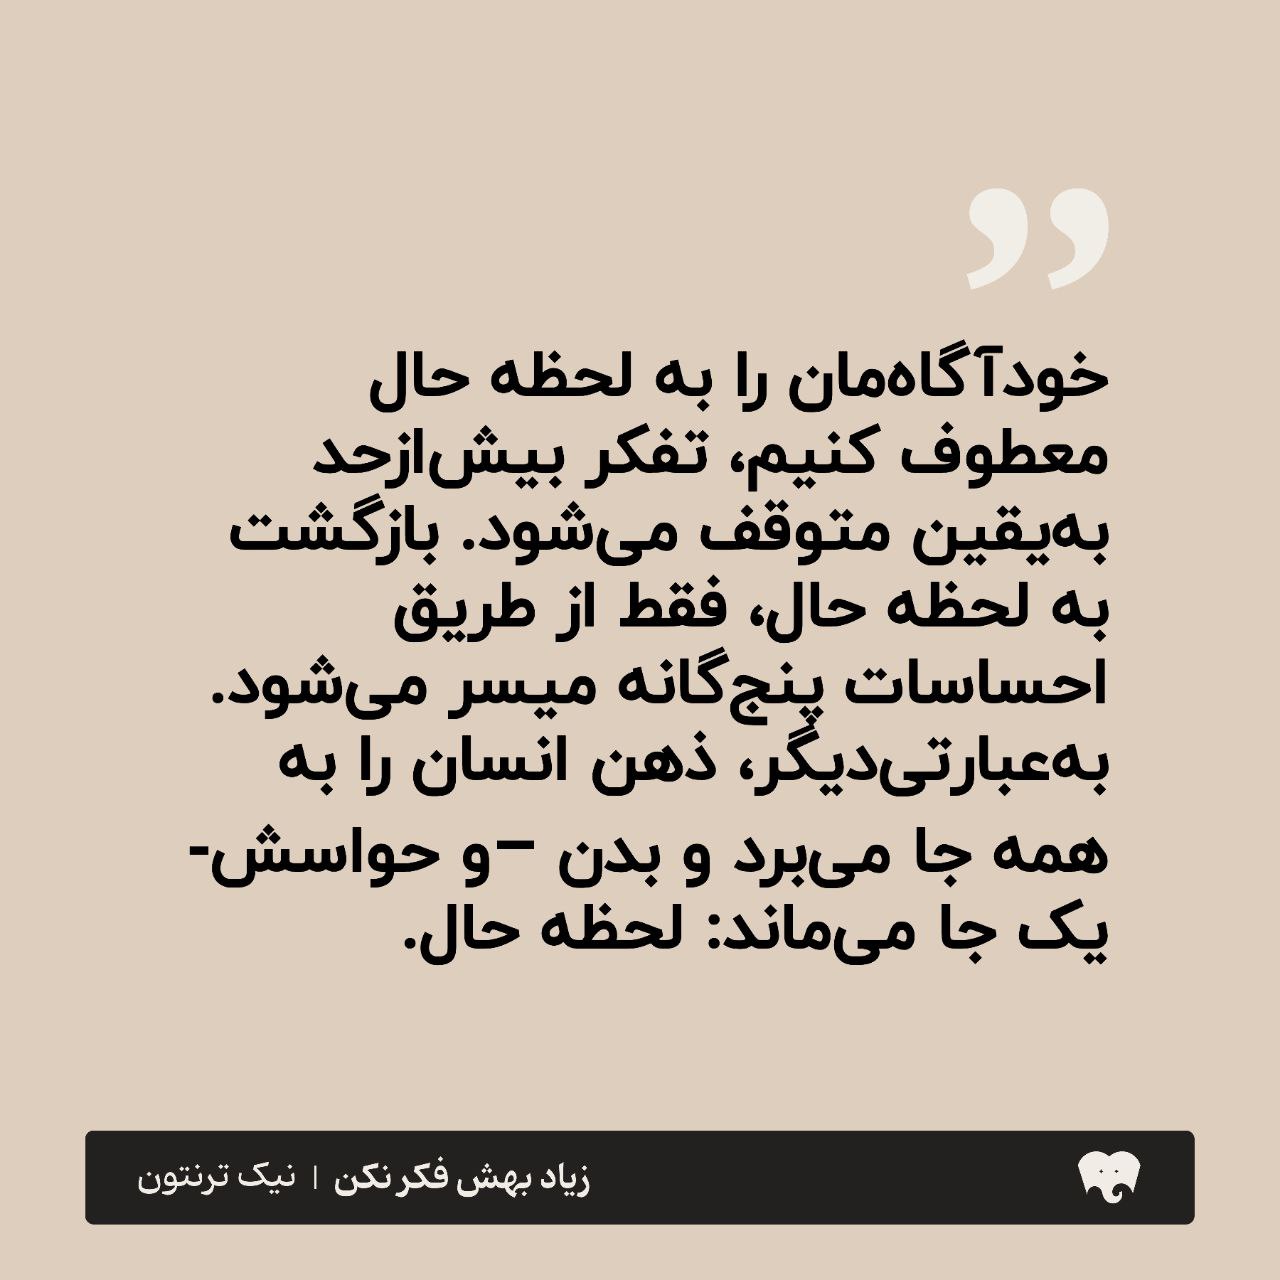 ”
خودآگاه‌مان را به لحظه حال
معطوف کنیم، تفکر بیش‌ازحد
به‌یقین متوقف می‌شود. بازگشت
به لحظه حال، فقط از طریق
احساسات پنج‌گانه میسر می‌شود.
به‌عبارتی‌دیگر، ذهن انسان را به
همه جا می‌برد و بدن –و حواسش-
یک جا می‌ماند: لحظه حال.
زیاد بهش فکر نکن | نیک ترنتون